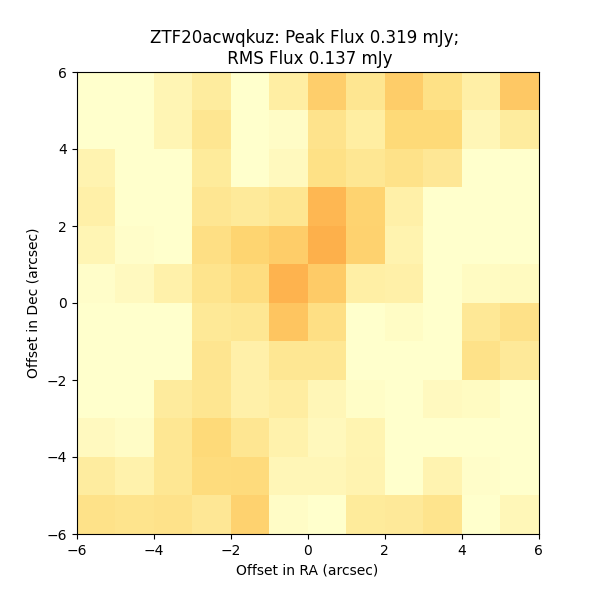 ZTF20acwqkuz: Peak Flux 0.319 mJy;
RMS Flux 0.137 mJy
6
4
2
0
−2
−4
−6
Offset in Dec (arcsec)
−6 −4 −2 0 2 4 6
Offset in RA (arcsec)